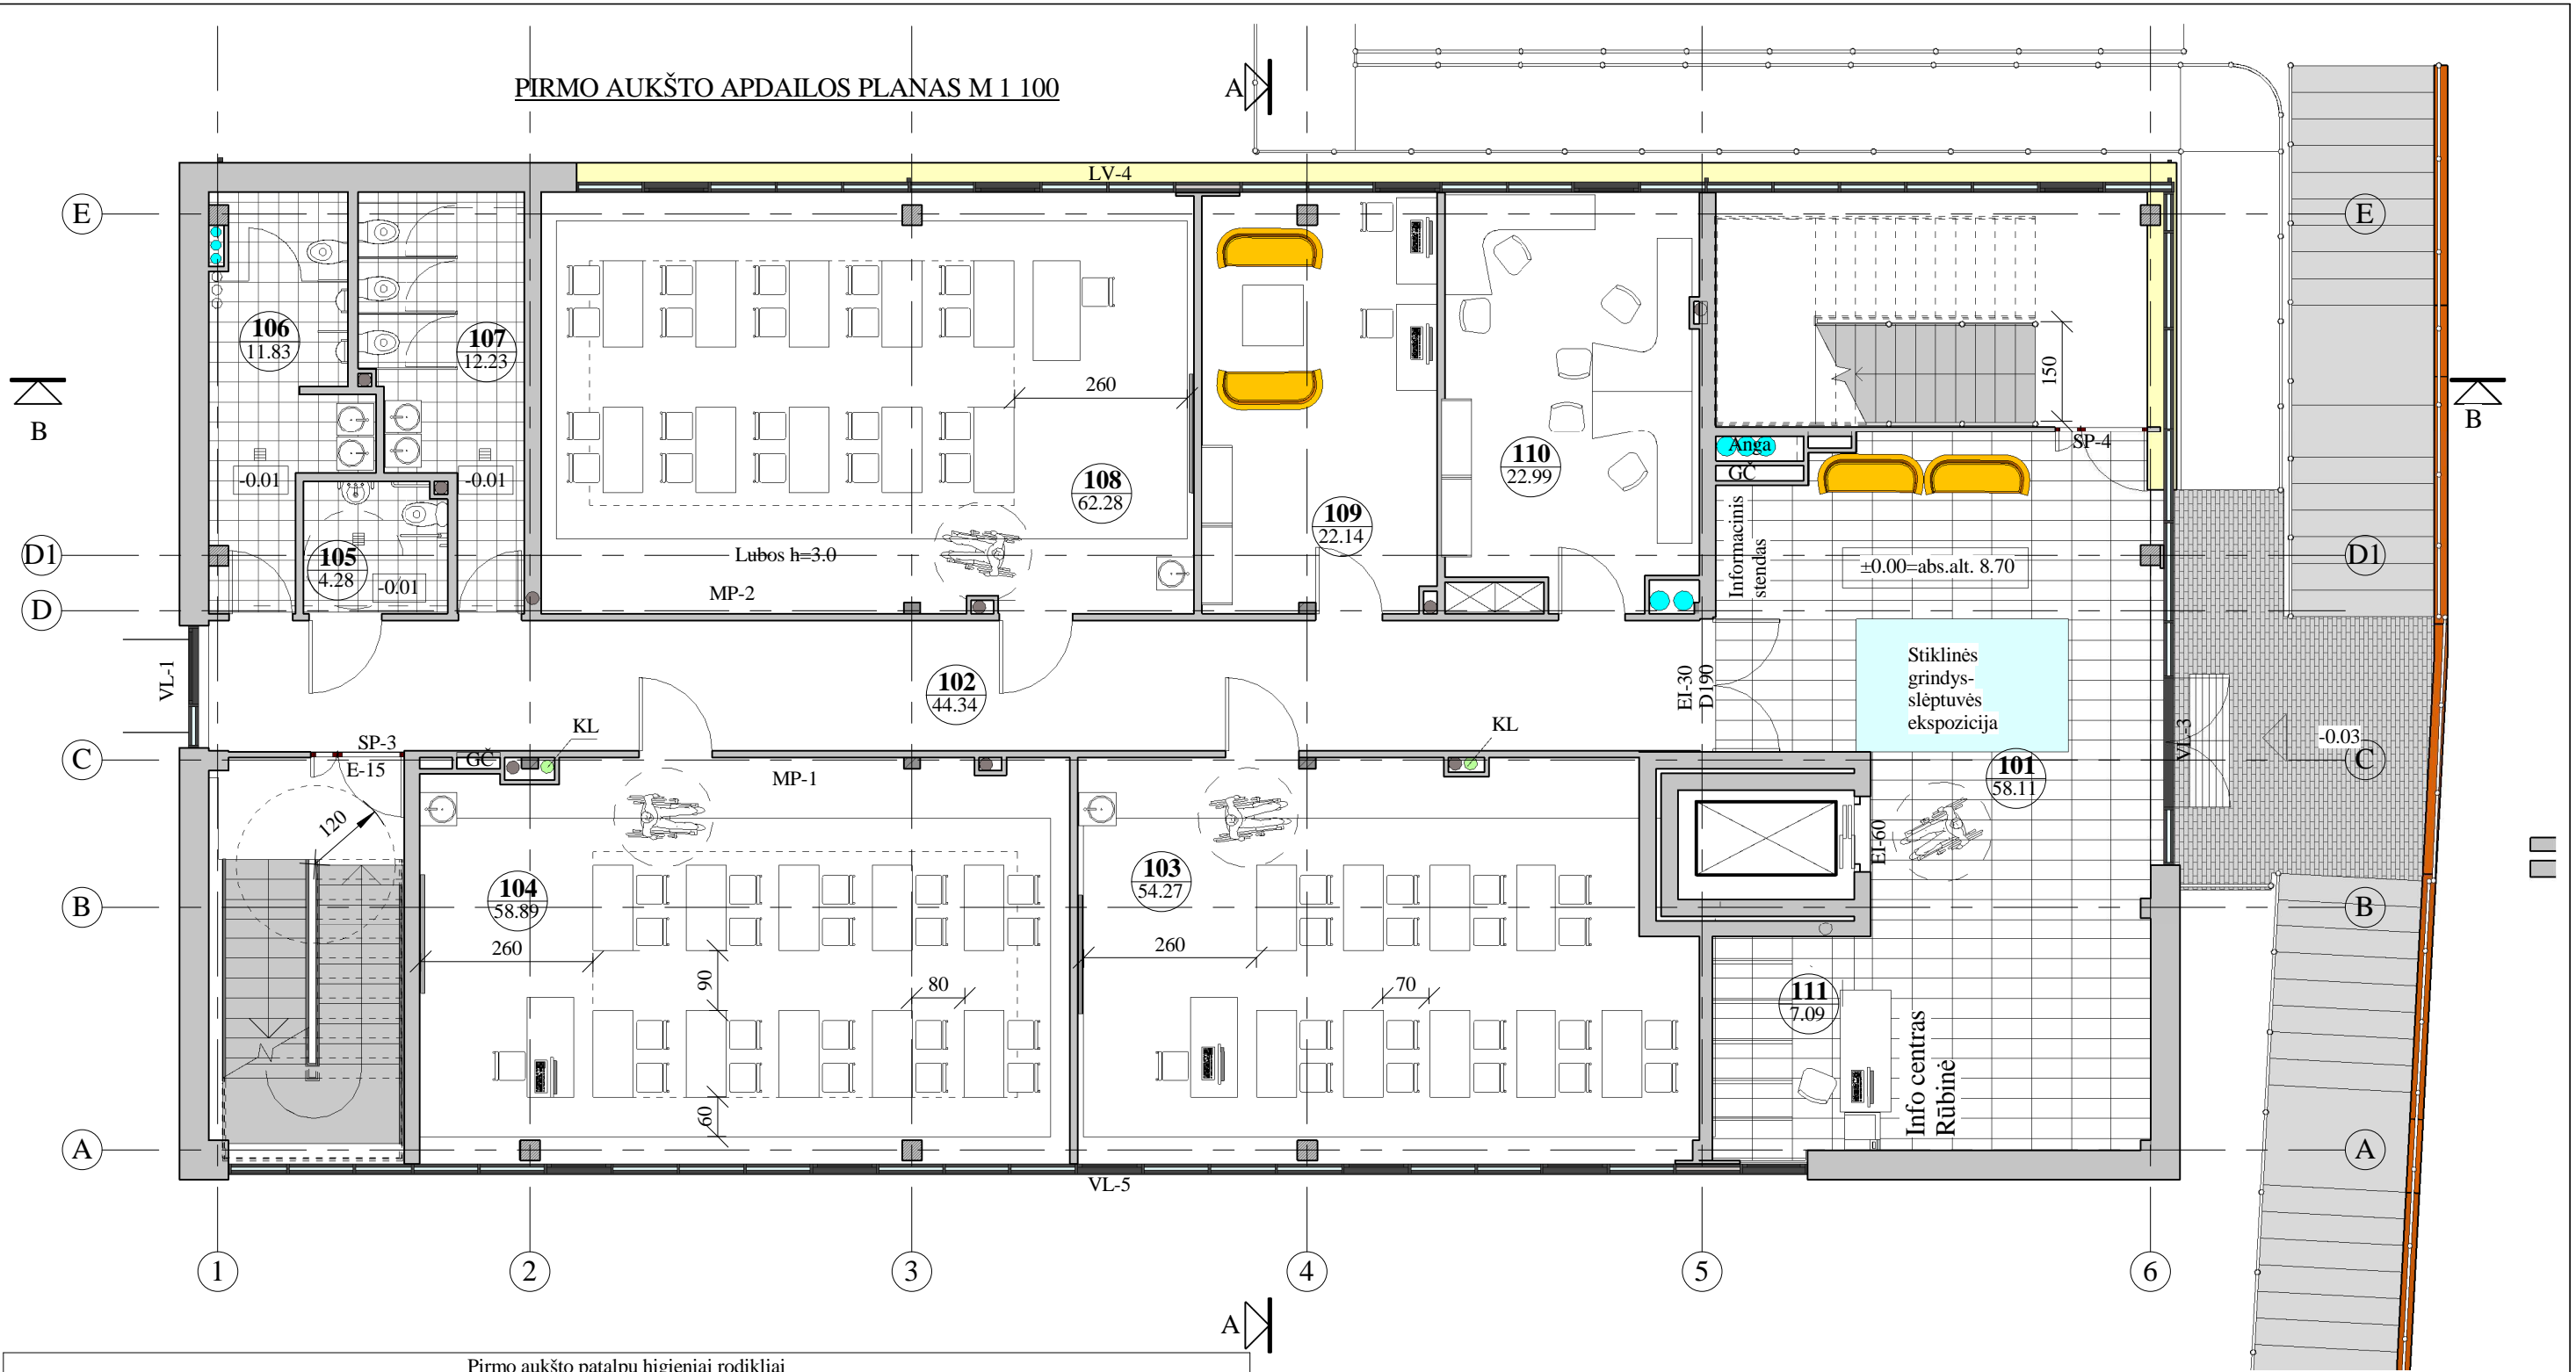 PIRMO AUKŠTO APDAILOS PLANAS M 1 100
A
LV-4
E
E
106
11.83
107
12.23
260
150
B
B
Anga
SP-4
GČ
108
62.28
110
22.99
-0.01
-0.01
109
22.14
Informacinis
stendas
D1
105
4.28
-0.01
Lubos h=3.0
±0.00=abs.alt. 8.70
D1
MP-2
D
VL-1
102
44.34
EI-30
D190
Stiklinės
grindys-
slėptuvės
ekspozicija
VL-3
-0.03
KL
KL
SP-3
E-15
GČ
C
C
MP-1
101
58.11
120
EI-60
104
58.89
103
54.27
B
B
260
260
90
80
70
111
7.09
60
Info centras
Rūbinė
A
A
VL-5
1
2
3
4
5
6
A
Pirmo aukšto patalpų higieniai rodikliai